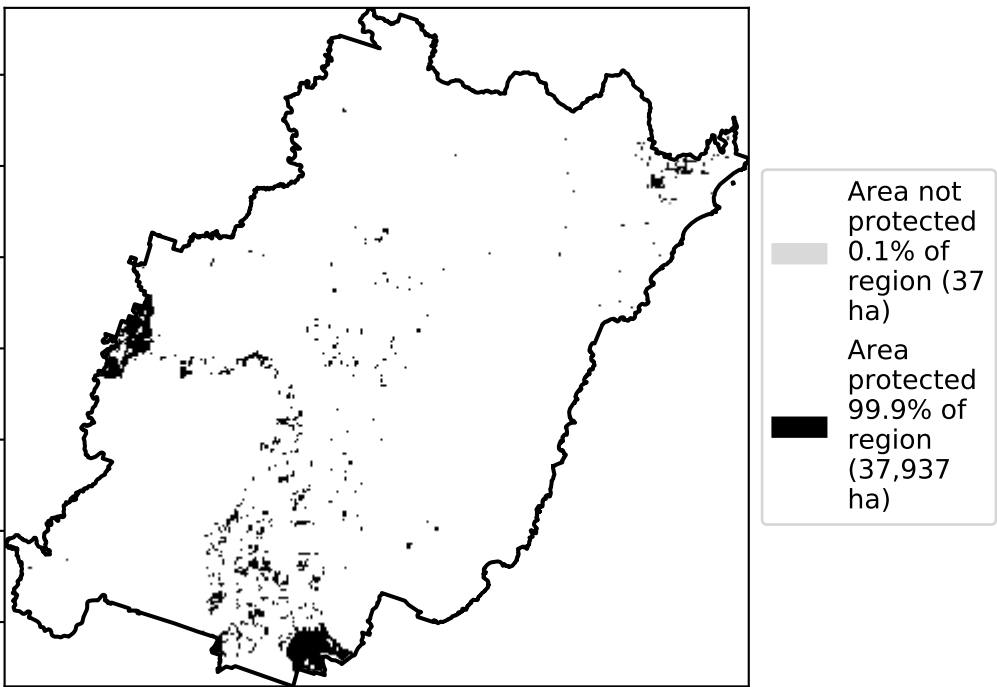 Area not
protected
0.1% of
region (37
ha)
Area
protected
99.9% of
region
(37,937
ha)